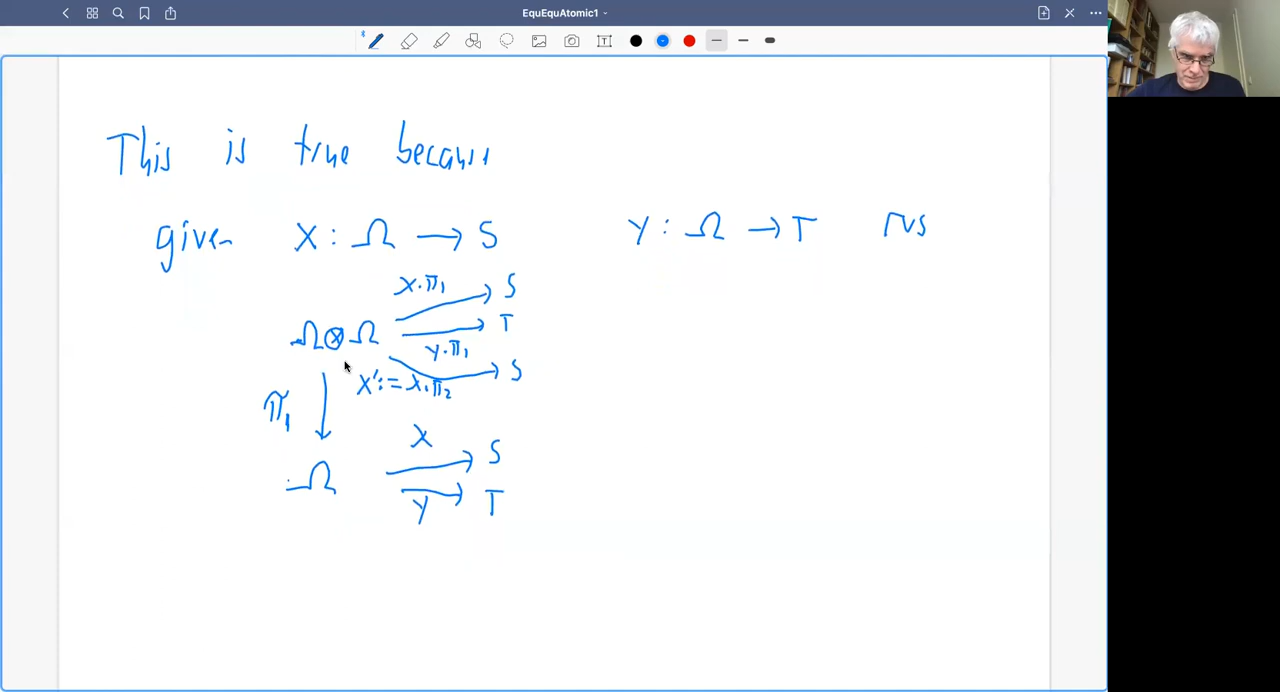 EquEquAtomic1
This is true because
given X : Ω → S Y : Ω → T rvs
X·π₁ S
Ω⊗Ω T
Y·π₁
X' := X·π₂ S
π₁
X S
Ω
Y T